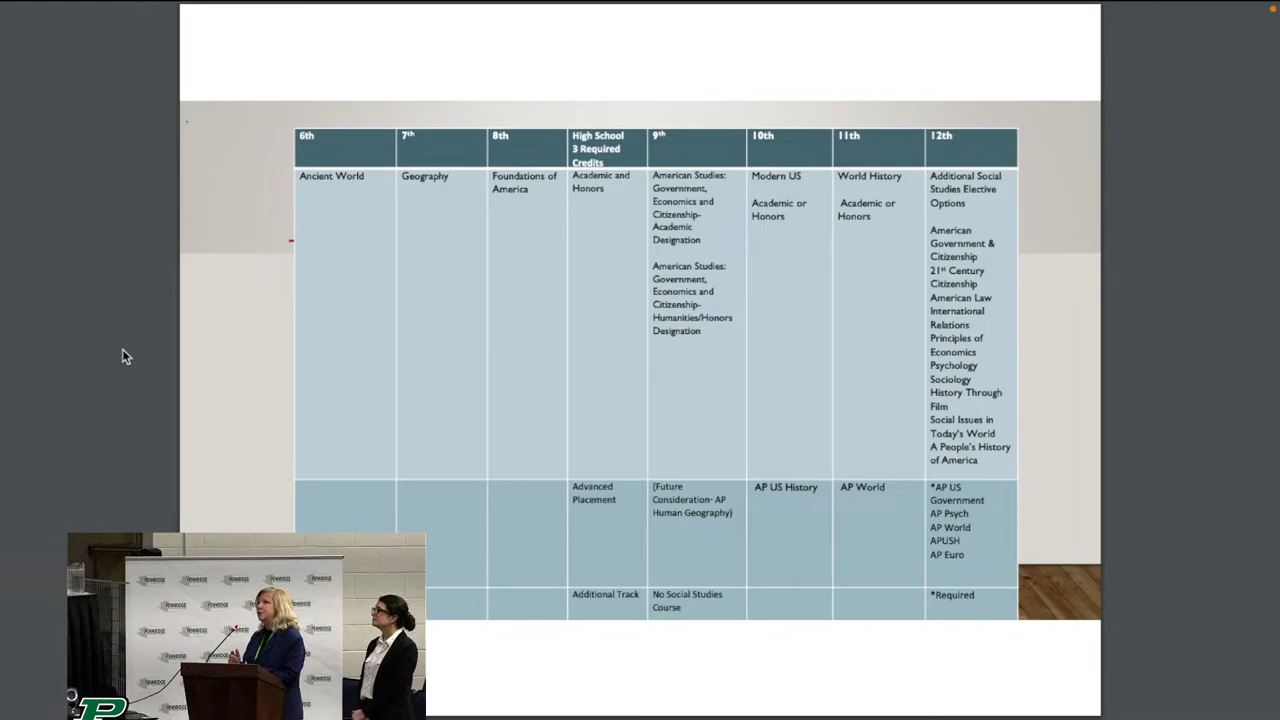 6th
7th
8th
High School
3 Required
Credits
9th
10th
11th
12th
Ancient World
Geography
Foundations of
America
Academic and
Honors
American Studies:
Government,
Economics and
Citizenship-
Academic
Designation
American Studies:
Government,
Economics and
Citizenship-
Humanities/Honors
Designation
Modern US
Academic or
Honors
World History
Academic or
Honors
Additional Social
Studies Elective
Options
American
Government &
Citizenship
21st Century
Citizenship
American Law
International
Relations
Principles of
Economics
Psychology
Sociology
History Through
Film
Social Issues in
Today's World
A People's History
of America
Advanced
Placement
(Future
Consideration- AP
Human Geography)
AP US History
AP World
*AP US
Government
AP Psych
AP World
APUSH
AP Euro
Additional Track
No Social Studies
Course
*Required
PENNRIDGE PENNRIDGE PENNRIDGE PENNRIDGE PENNRIDGE
P